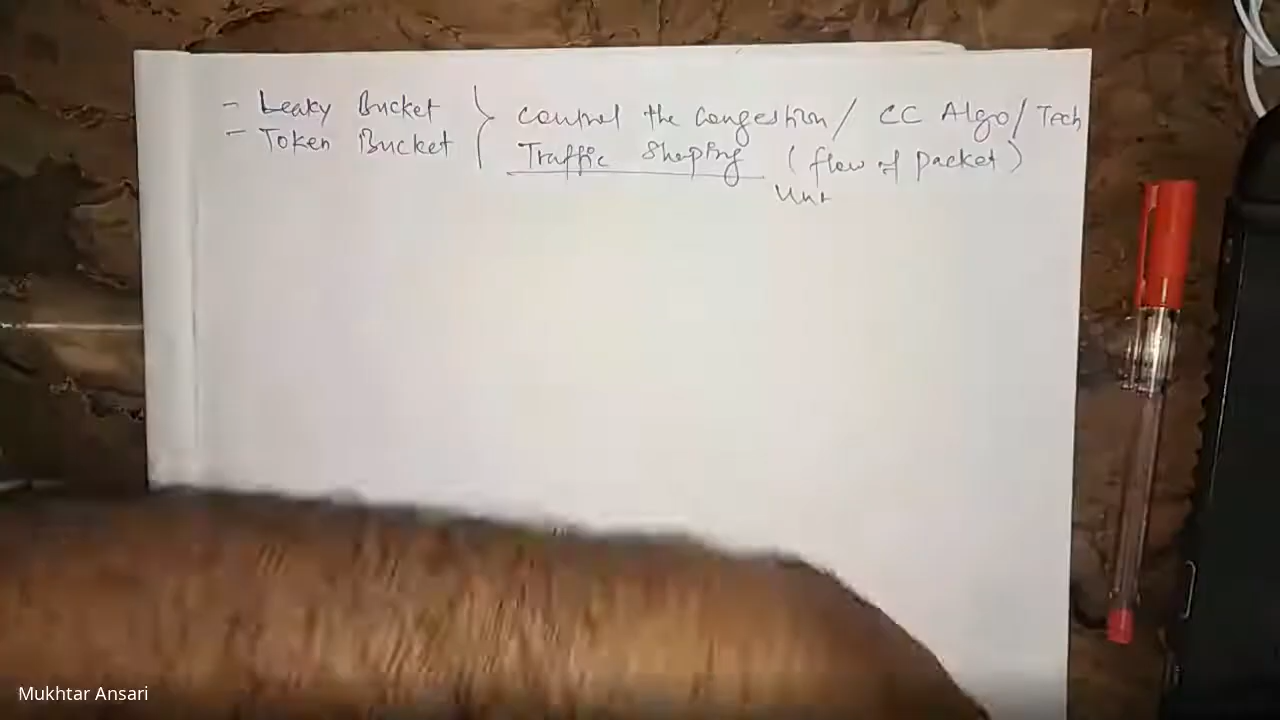 - Leaky Bucket } control the congestion / CC Algo / Tech
- Token Bucket } Traffic Shaping (flow of packet)
Mukhtar Ansari